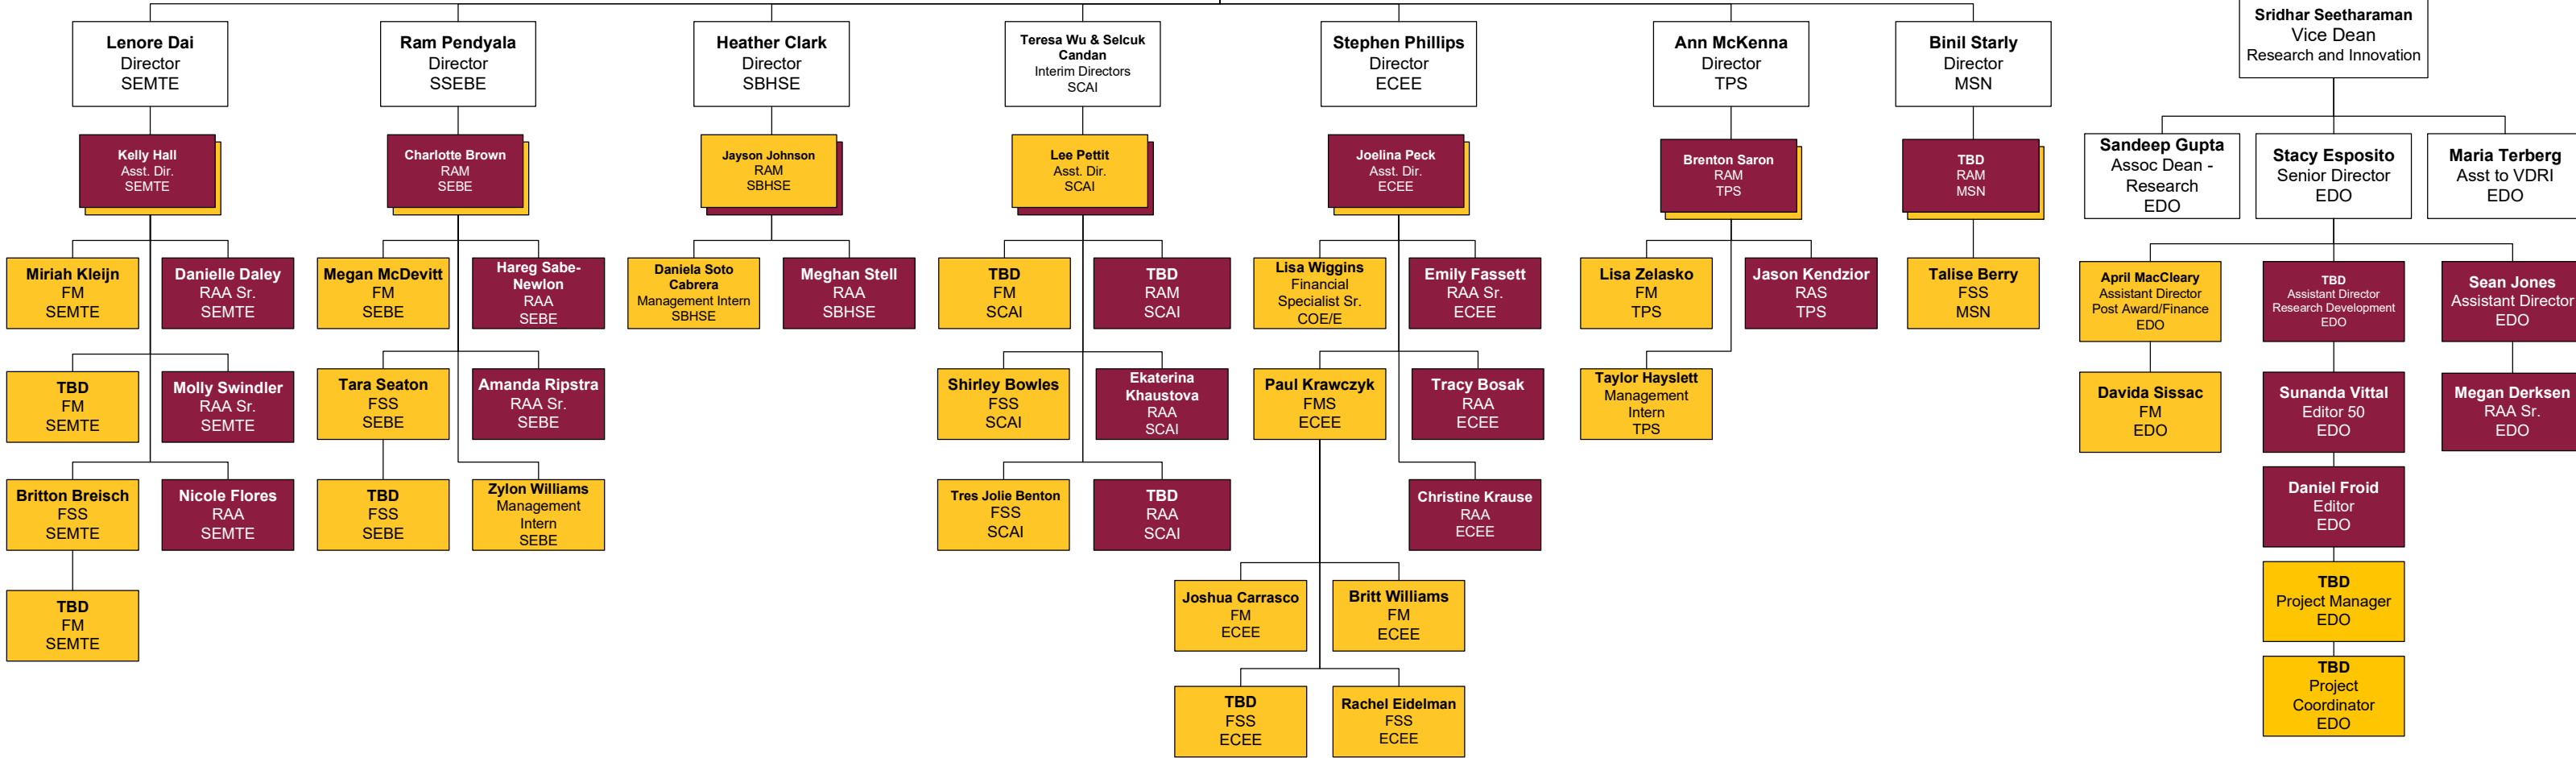 Lenore Dai
Director
SEMTE
Ram Pendyala
Director
SSEBE
Heather Clark
Director
SBHSE
Teresa Wu & Selcuk
Candan
Interim Directors
SCAI
Stephen Phillips
Director
ECEE
Ann McKenna
Director
TPS
Binil Starly
Director
MSN
Sridhar Seetharaman
Vice Dean
Research and Innovation
Kelly Hall
Asst. Dir.
SEMTE
Charlotte Brown
RAM
SEBE
Jayson Johnson
RAM
SBHSE
Lee Pettit
Asst. Dir.
SCAI
Joelina Peck
Asst. Dir.
ECEE
Brenton Saron
RAM
TPS
TBD
RAM
MSN
Sandeep Gupta
Assoc Dean -
Research
EDO
Stacy Esposito
Senior Director
EDO
Maria Terberg
Asst to VDRI
EDO
Miriah Kleijn
FM
SEMTE
Danielle Daley
RAA Sr.
SEMTE
Megan McDevitt
FM
SEBE
Hareg Sabe-
Newlon
RAA
SEBE
Daniela Soto
Cabrera
Management Intern
SBHSE
Meghan Stell
RAA
SBHSE
TBD
FM
SCAI
TBD
RAM
SCAI
Lisa Wiggins
Financial
Specialist Sr.
COE/E
Emily Fassett
RAA Sr.
ECEE
Lisa Zelasko
FM
TPS
Jason Kendzior
RAS
TPS
Talise Berry
FSS
MSN
April MacCleary
Assistant Director
Post Award/Finance
EDO
TBD
Assistant Director
Research Development
EDO
Sean Jones
Assistant Director
EDO
TBD
FM
SEMTE
Molly Swindler
RAA Sr.
SEMTE
Tara Seaton
FSS
SEBE
Amanda Ripstra
RAA Sr.
SEBE
Shirley Bowles
FSS
SCAI
Ekaterina
Khaustova
RAA
SCAI
Paul Krawczyk
FMS
ECEE
Tracy Bosak
RAA
ECEE
Taylor Hayslett
Management
Intern
TPS
Davida Sissac
FM
EDO
Sunanda Vittal
Editor 50
EDO
Megan Derksen
RAA Sr.
EDO
Britton Breisch
FSS
SEMTE
Nicole Flores
RAA
SEMTE
TBD
FSS
SEBE
Zylon Williams
Management
Intern
SEBE
Tres Jolie Benton
FSS
SCAI
TBD
RAA
SCAI
Christine Krause
RAA
ECEE
Daniel Froid
Editor
EDO
TBD
FM
SEMTE
Joshua Carrasco
FM
ECEE
Britt Williams
FM
ECEE
TBD
Project Manager
EDO
TBD
FSS
ECEE
Rachel Eidelman
FSS
ECEE
TBD
Project
Coordinator
EDO